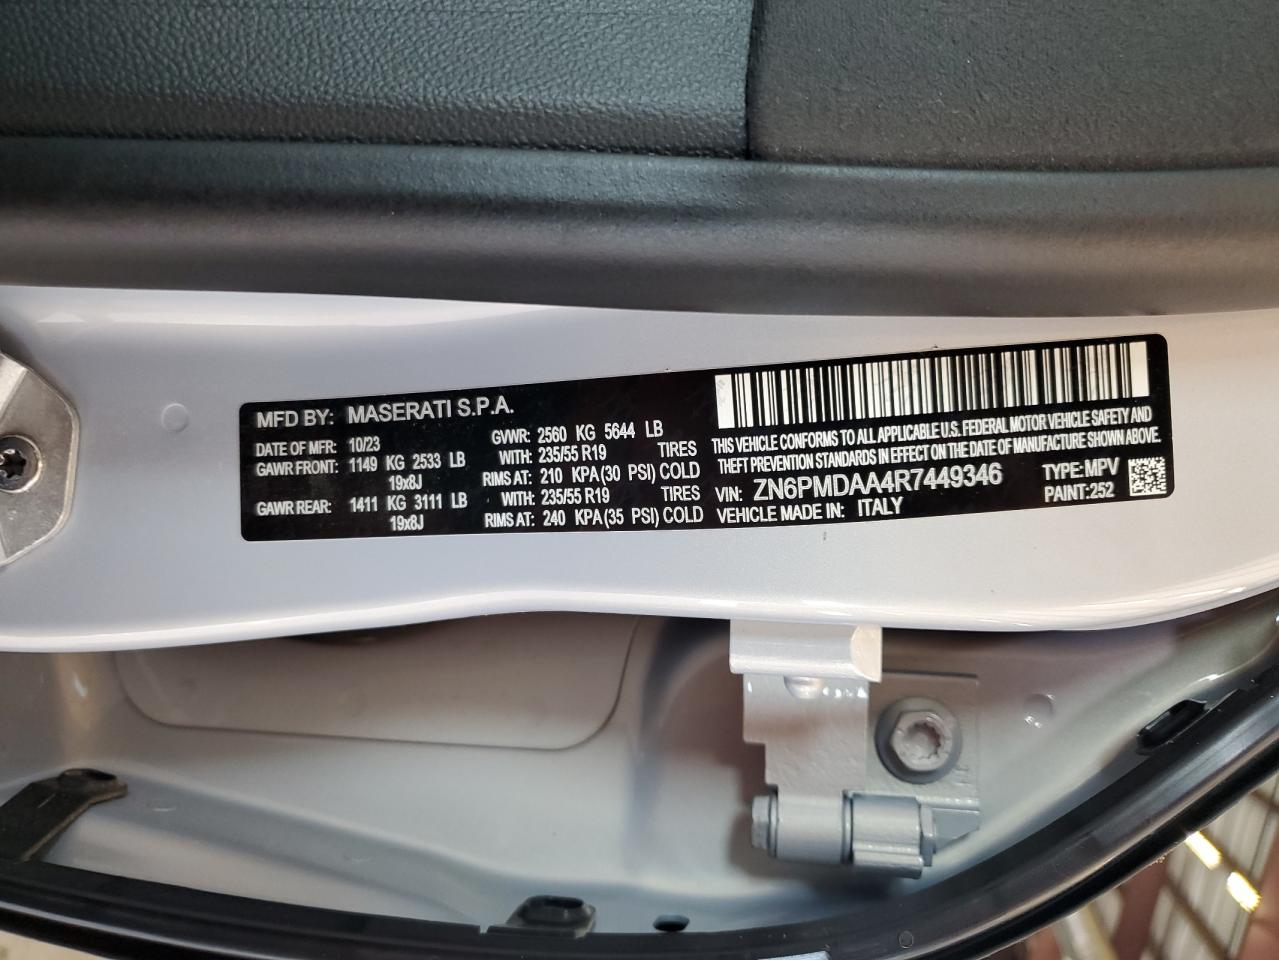 MFD BY: MASERATI S.P.A.
DATE OF MFR: 10/23 GVWR: 2560 KG 5644 LB
GAWR FRONT: 1149 KG 2533 LB WITH: 235/55 R19 TIRES
19x8J RIMS AT: 210 KPA(30 PSI) COLD
GAWR REAR: 1411 KG 3111 LB WITH: 235/55 R19 TIRES
19x8J RIMS AT: 240 KPA(35 PSI) COLD
THIS VEHICLE CONFORMS TO ALL APPLICABLE U.S. FEDERAL MOTOR VEHICLE SAFETY AND
THEFT PREVENTION STANDARDS IN EFFECT ON THE DATE OF MANUFACTURE SHOWN ABOVE.
VIN: ZN6PMDAA4R7449346 TYPE: MPV
VEHICLE MADE IN: ITALY PAINT: 252